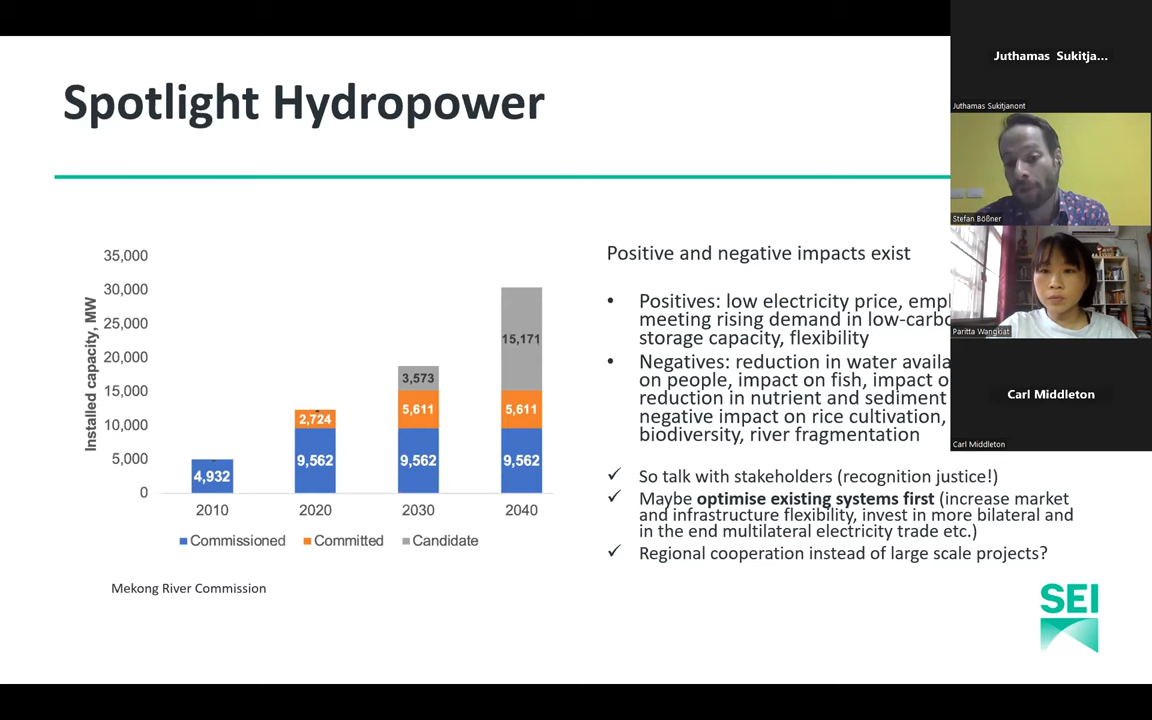 Spotlight Hydropower
35,000
30,000
25,000
20,000
15,000
10,000
5,000
0
Installed capacity, MW
4,932
2,724
9,562
3,573
5,611
9,562
15,171
5,611
9,562
2010 2020 2030 2040
Commissioned Committed Candidate
Mekong River Commission
Positive and negative impacts exist
• Positives: low electricity price, empl
meeting rising demand in low-carbo
storage capacity, flexibility
• Negatives: reduction in water availa
on people, impact on fish, impact o
reduction in nutrient and sediment
negative impact on rice cultivation,
biodiversity, river fragmentation
✓ So talk with stakeholders (recognition justice!)
✓ Maybe optimise existing systems first (increase market
and infrastructure flexibility, invest in more bilateral and
in the end multilateral electricity trade etc.)
✓ Regional cooperation instead of large scale projects?
SEI
Juthamas Sukitja...
Juthamas Sukitjanont
Stefan Bößner
Paritta Wangkiat
Carl Middleton
Carl Middleton